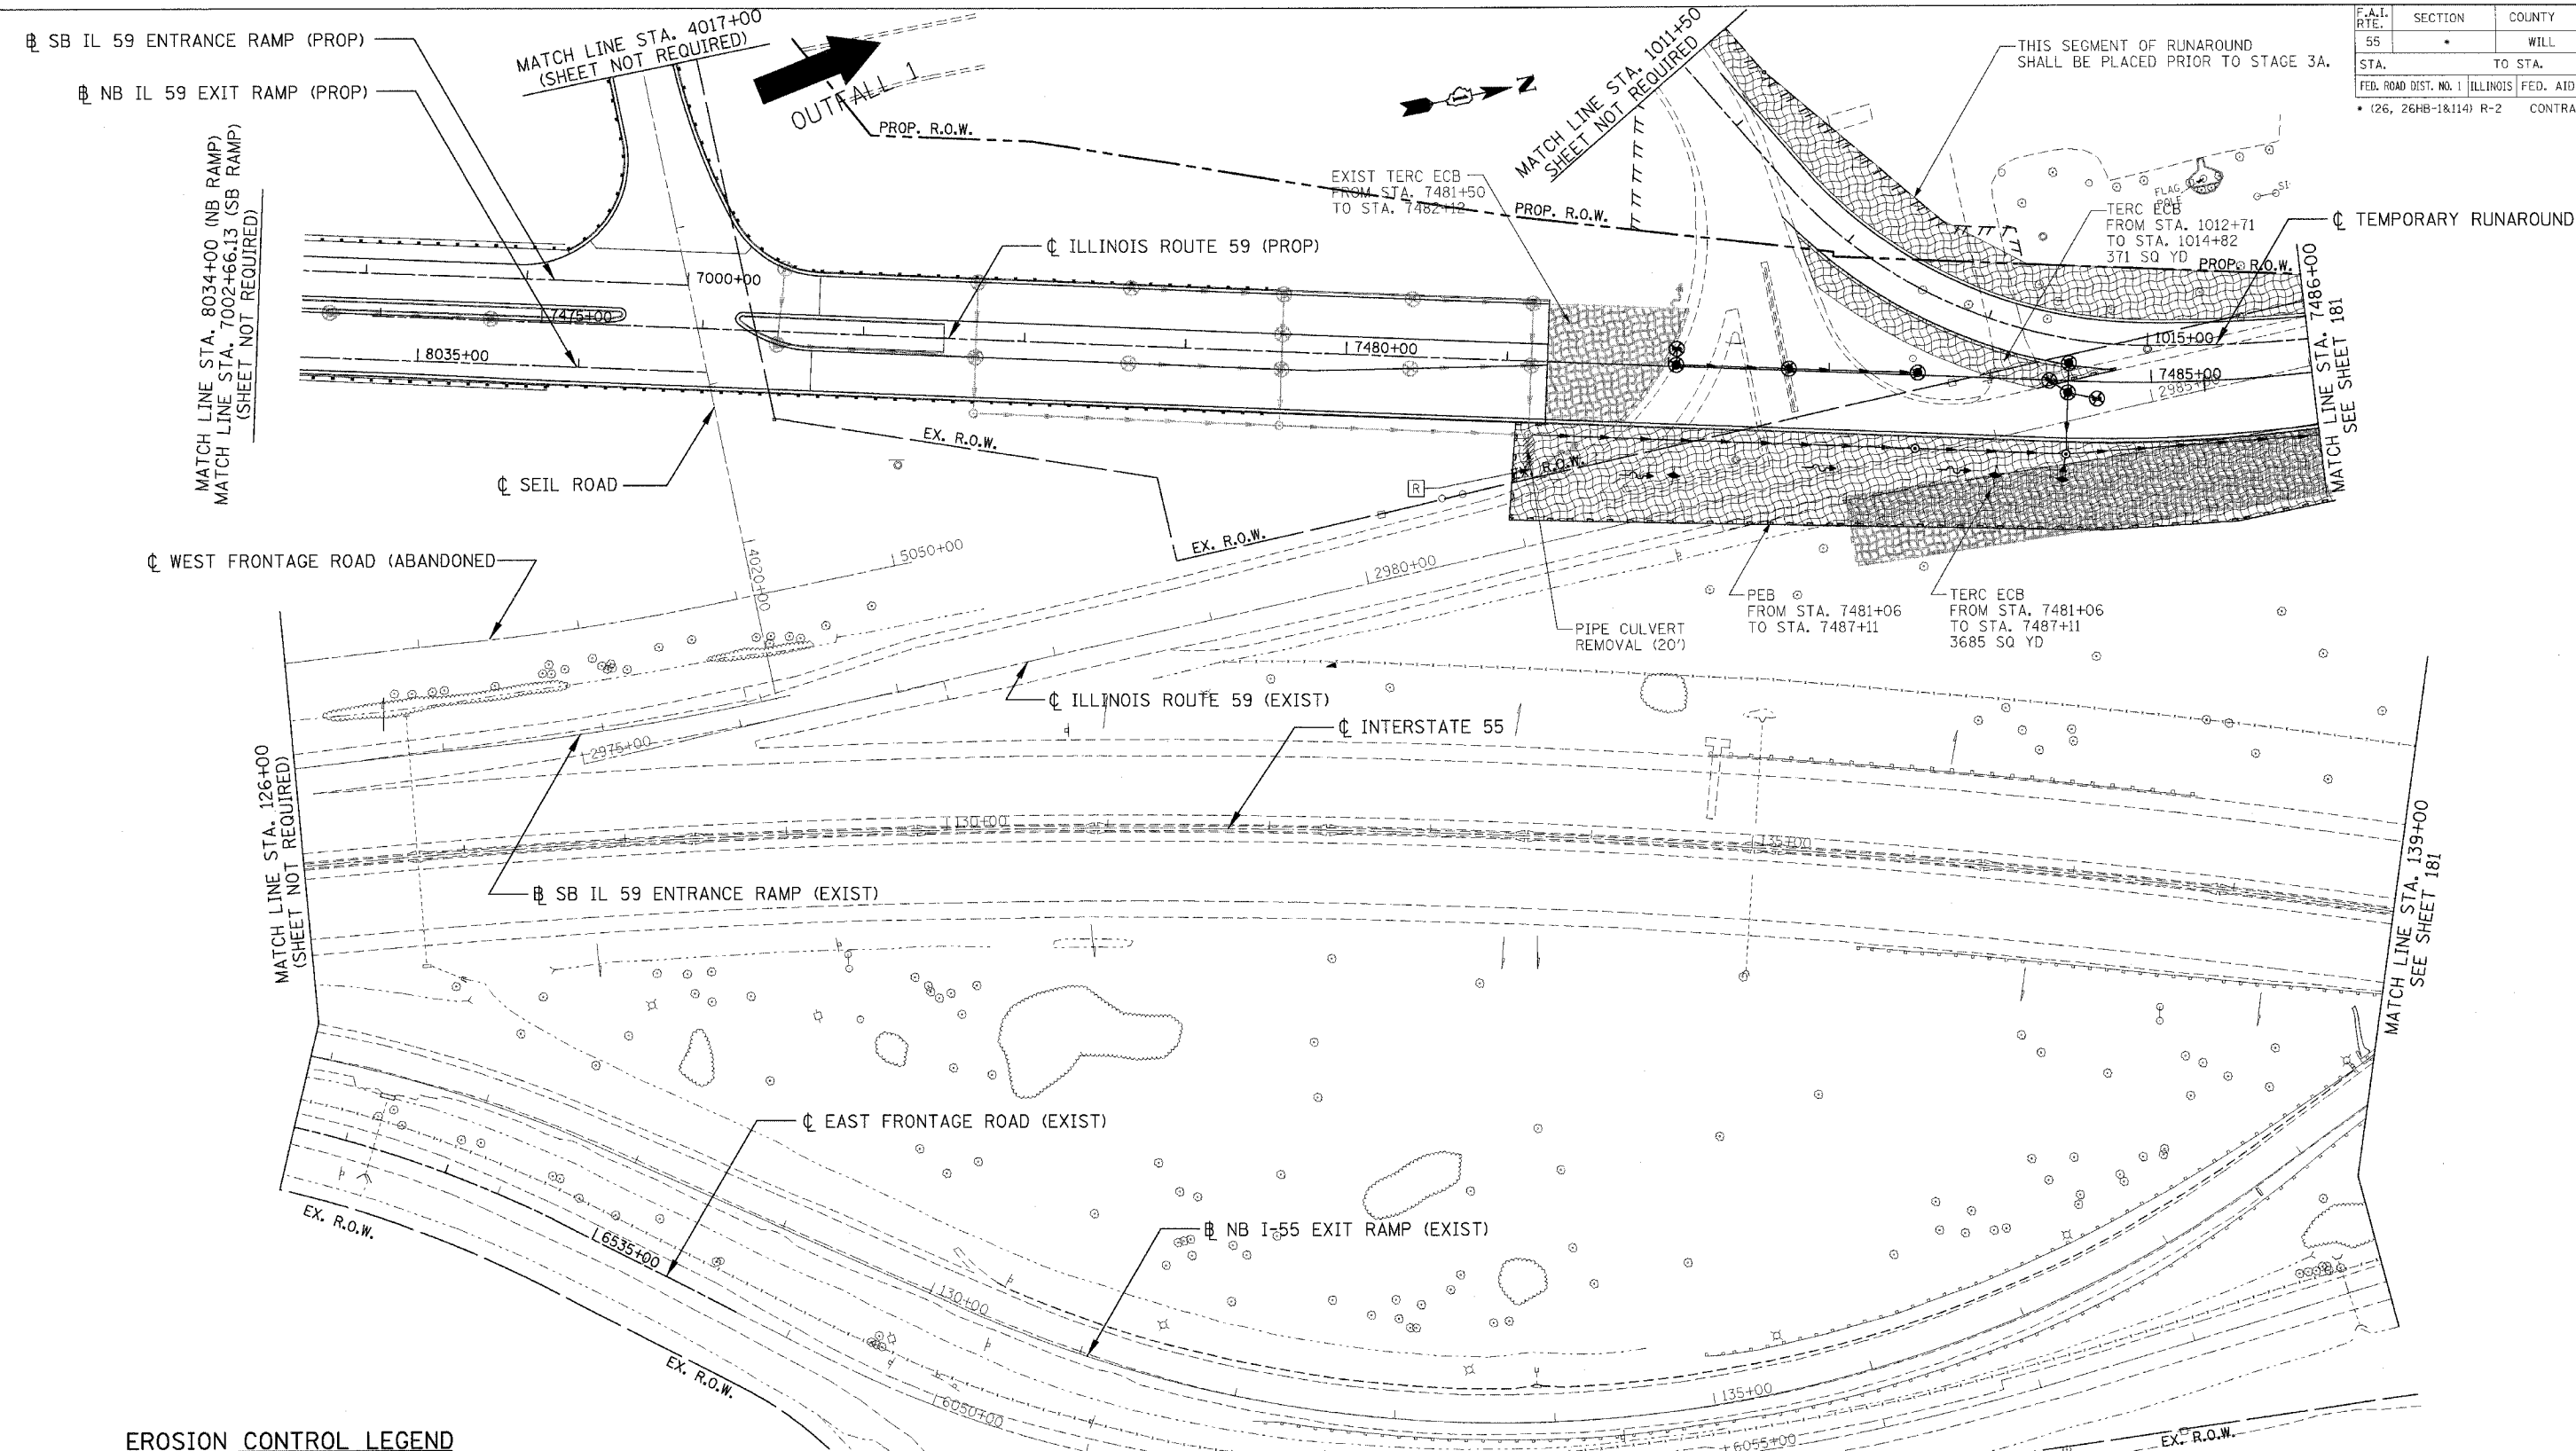 F.A.I. RTE.
SECTION
COUNTY
55
*
WILL
STA.
TO STA.
FED. ROAD DIST. NO. 1
ILLINOIS
FED. AID
* (26, 26HB-1&114) R-2
CONTRA
℄ SB IL 59 ENTRANCE RAMP (PROP)
℄ NB IL 59 EXIT RAMP (PROP)
MATCH LINE STA. 4017+00
(SHEET NOT REQUIRED)
OUTFALL 1
PROP. R.O.W.
N
MATCH LINE STA. 1011+50
SHEET NOT REQUIRED
THIS SEGMENT OF RUNAROUND
SHALL BE PLACED PRIOR TO STAGE 3A.
EXIST TERC ECB
FROM STA. 7481+50
TO STA. 7482+12
PROP. R.O.W.
FLAG
POLE
TERC ECB
FROM STA. 1012+71
TO STA. 1014+82
371 SQ YD
PROP. R.O.W.
℄ TEMPORARY RUNAROUND
MATCH LINE STA. 8034+00 (NB RAMP)
MATCH LINE STA. 7002+66.13 (SB RAMP)
(SHEET NOT REQUIRED)
℄ ILLINOIS ROUTE 59 (PROP)
7000+00
7475+00
8035+00
7480+00
1015+00
7485+00
2985+00
MATCH LINE STA. 7486+00
SEE SHEET 181
EX. R.O.W.
R.O.W.
R
℄ SEIL ROAD
EX. R.O.W.
℄ WEST FRONTAGE ROAD (ABANDONED
4020+00
5050+00
2980+00
PIPE CULVERT
REMOVAL (20')
PEB
FROM STA. 7481+06
TO STA. 7487+11
TERC ECB
FROM STA. 7481+06
TO STA. 7487+11
3685 SQ YD
℄ ILLINOIS ROUTE 59 (EXIST)
℄ INTERSTATE 55
2975+00
MATCH LINE STA. 126+00
(SHEET NOT REQUIRED)
130+00
135+00
℄ SB IL 59 ENTRANCE RAMP (EXIST)
MATCH LINE STA. 139+00
SEE SHEET 181
℄ EAST FRONTAGE ROAD (EXIST)
EX. R.O.W.
6535+00
℄ NB I-55 EXIT RAMP (EXIST)
130+00
EX. R.O.W.
135+00
6050+00
6055+00
EX. R.O.W.
EROSION CONTROL LEGEND